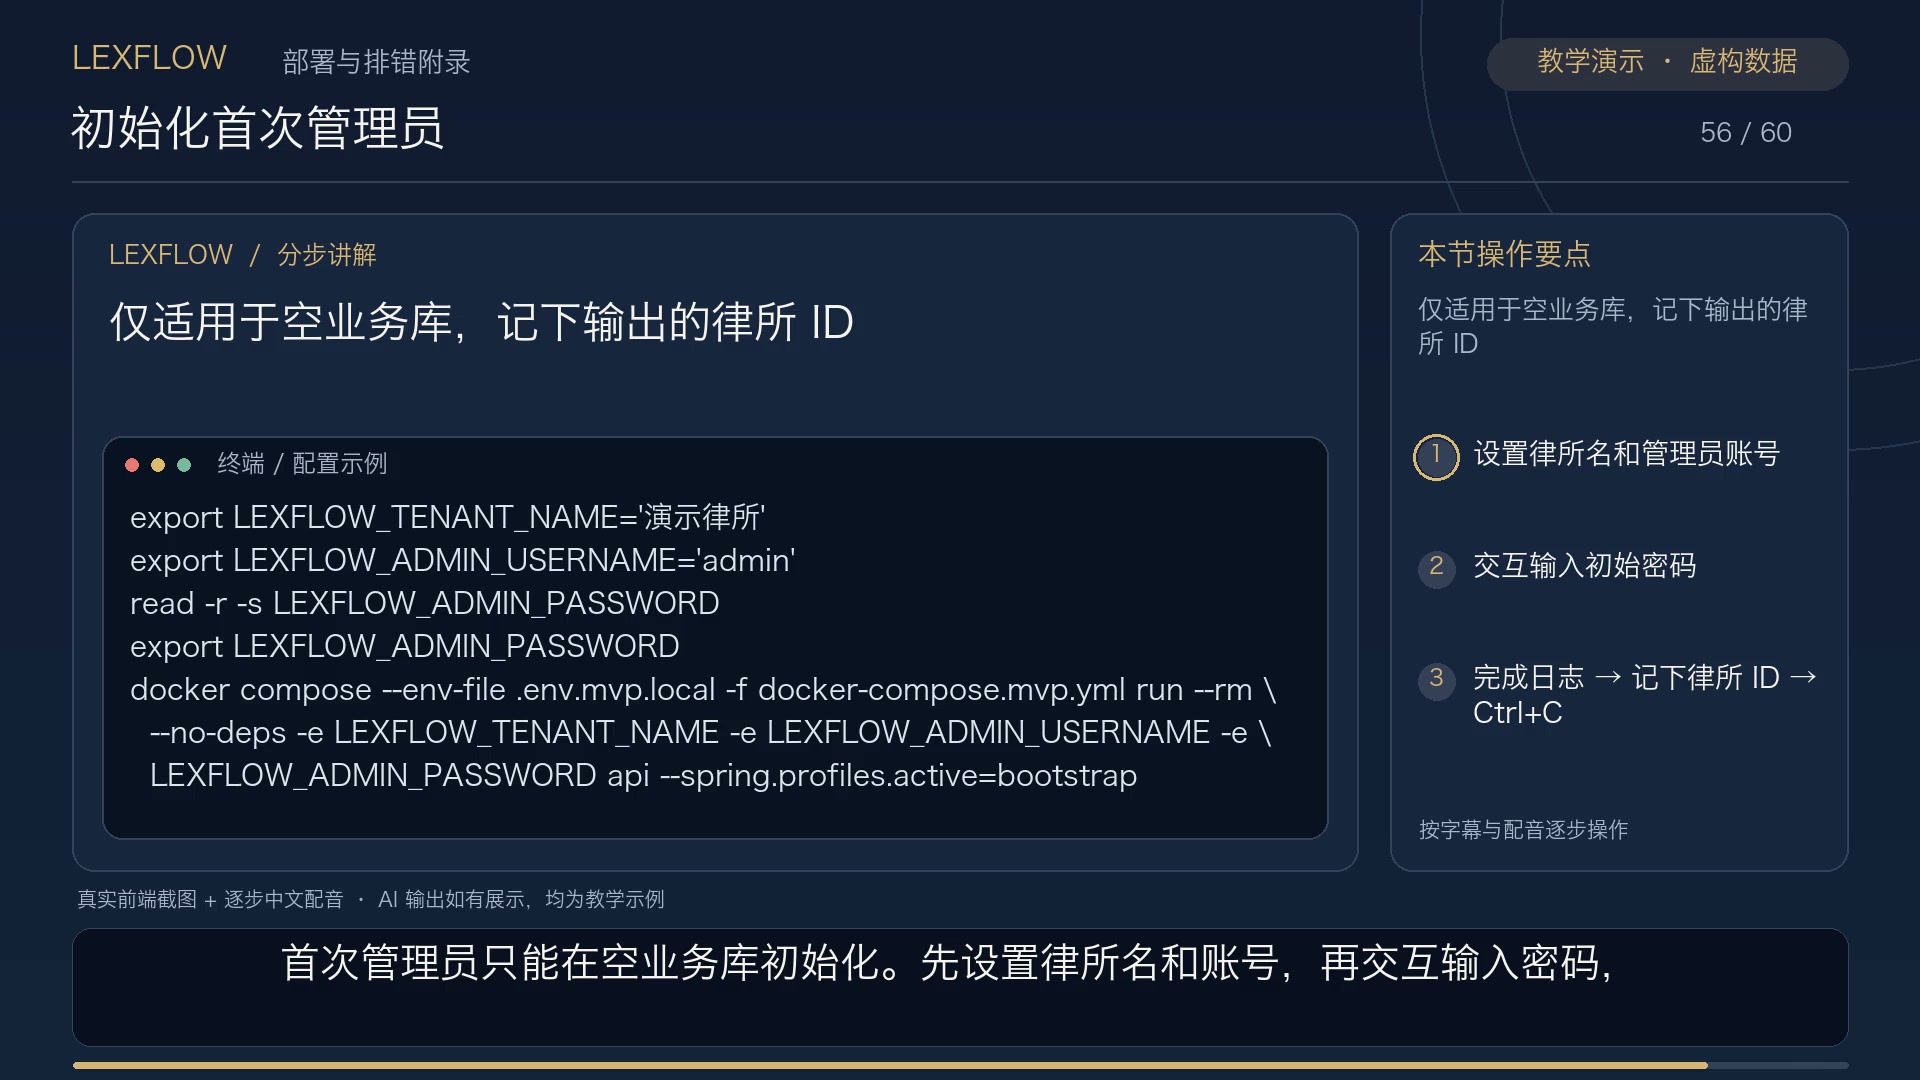 LEXFLOW 部署与排错附录
教学演示 · 虚构数据
初始化首次管理员
56 / 60
LEXFLOW / 分步讲解
仅适用于空业务库，记下输出的律所 ID
终端 / 配置示例
export LEXFLOW_TENANT_NAME='演示律所'
export LEXFLOW_ADMIN_USERNAME='admin'
read -r -s LEXFLOW_ADMIN_PASSWORD
export LEXFLOW_ADMIN_PASSWORD
docker compose --env-file .env.mvp.local -f docker-compose.mvp.yml run --rm \
--no-deps -e LEXFLOW_TENANT_NAME -e LEXFLOW_ADMIN_USERNAME -e \
LEXFLOW_ADMIN_PASSWORD api --spring.profiles.active=bootstrap
本节操作要点
仅适用于空业务库，记下输出的律
所 ID
1 设置律所名和管理员账号
2 交互输入初始密码
3 完成日志 → 记下律所 ID →
Ctrl+C
按字幕与配音逐步操作
真实前端截图 + 逐步中文配音 · AI 输出如有展示，均为教学示例
首次管理员只能在空业务库初始化。先设置律所名和账号，再交互输入密码，